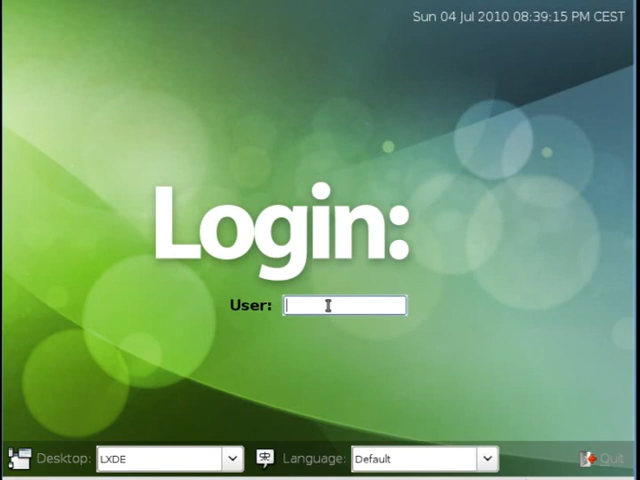 Sun 04 Jul 2010 08:39:15 PM CEST
Login:
User:
Desktop: LXDE Language: Default Quit